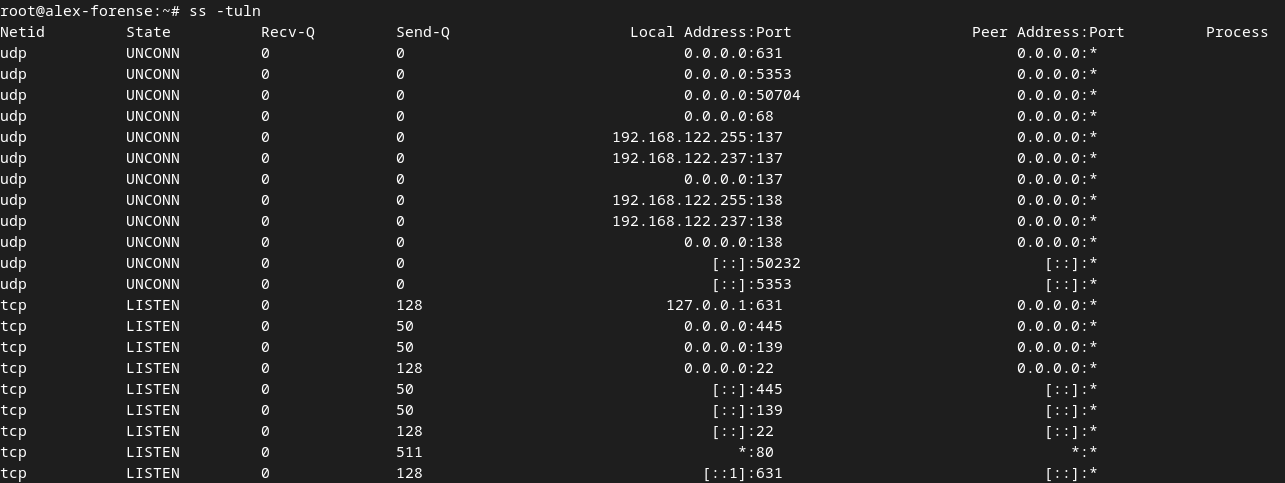 root@alex-forense:~# ss -tuln
Netid State Recv-Q Send-Q Local Address:Port Peer Address:Port Process
udp UNCONN 0 0 0.0.0.0:631 0.0.0.0:*
udp UNCONN 0 0 0.0.0.0:5353 0.0.0.0:*
udp UNCONN 0 0 0.0.0.0:50704 0.0.0.0:*
udp UNCONN 0 0 0.0.0.0:68 0.0.0.0:*
udp UNCONN 0 0 192.168.122.255:137 0.0.0.0:*
udp UNCONN 0 0 192.168.122.237:137 0.0.0.0:*
udp UNCONN 0 0 0.0.0.0:137 0.0.0.0:*
udp UNCONN 0 0 192.168.122.255:138 0.0.0.0:*
udp UNCONN 0 0 192.168.122.237:138 0.0.0.0:*
udp UNCONN 0 0 0.0.0.0:138 0.0.0.0:*
udp UNCONN 0 0 [::]:50232 [::]:*
udp UNCONN 0 0 [::]:5353 [::]:*
tcp LISTEN 0 128 127.0.0.1:631 0.0.0.0:*
tcp LISTEN 0 50 0.0.0.0:445 0.0.0.0:*
tcp LISTEN 0 50 0.0.0.0:139 0.0.0.0:*
tcp LISTEN 0 128 0.0.0.0:22 0.0.0.0:*
tcp LISTEN 0 50 [::]:445 [::]:*
tcp LISTEN 0 50 [::]:139 [::]:*
tcp LISTEN 0 128 [::]:22 [::]:*
tcp LISTEN 0 511 *:80 *:*
tcp LISTEN 0 128 [::1]:631 [::]:*